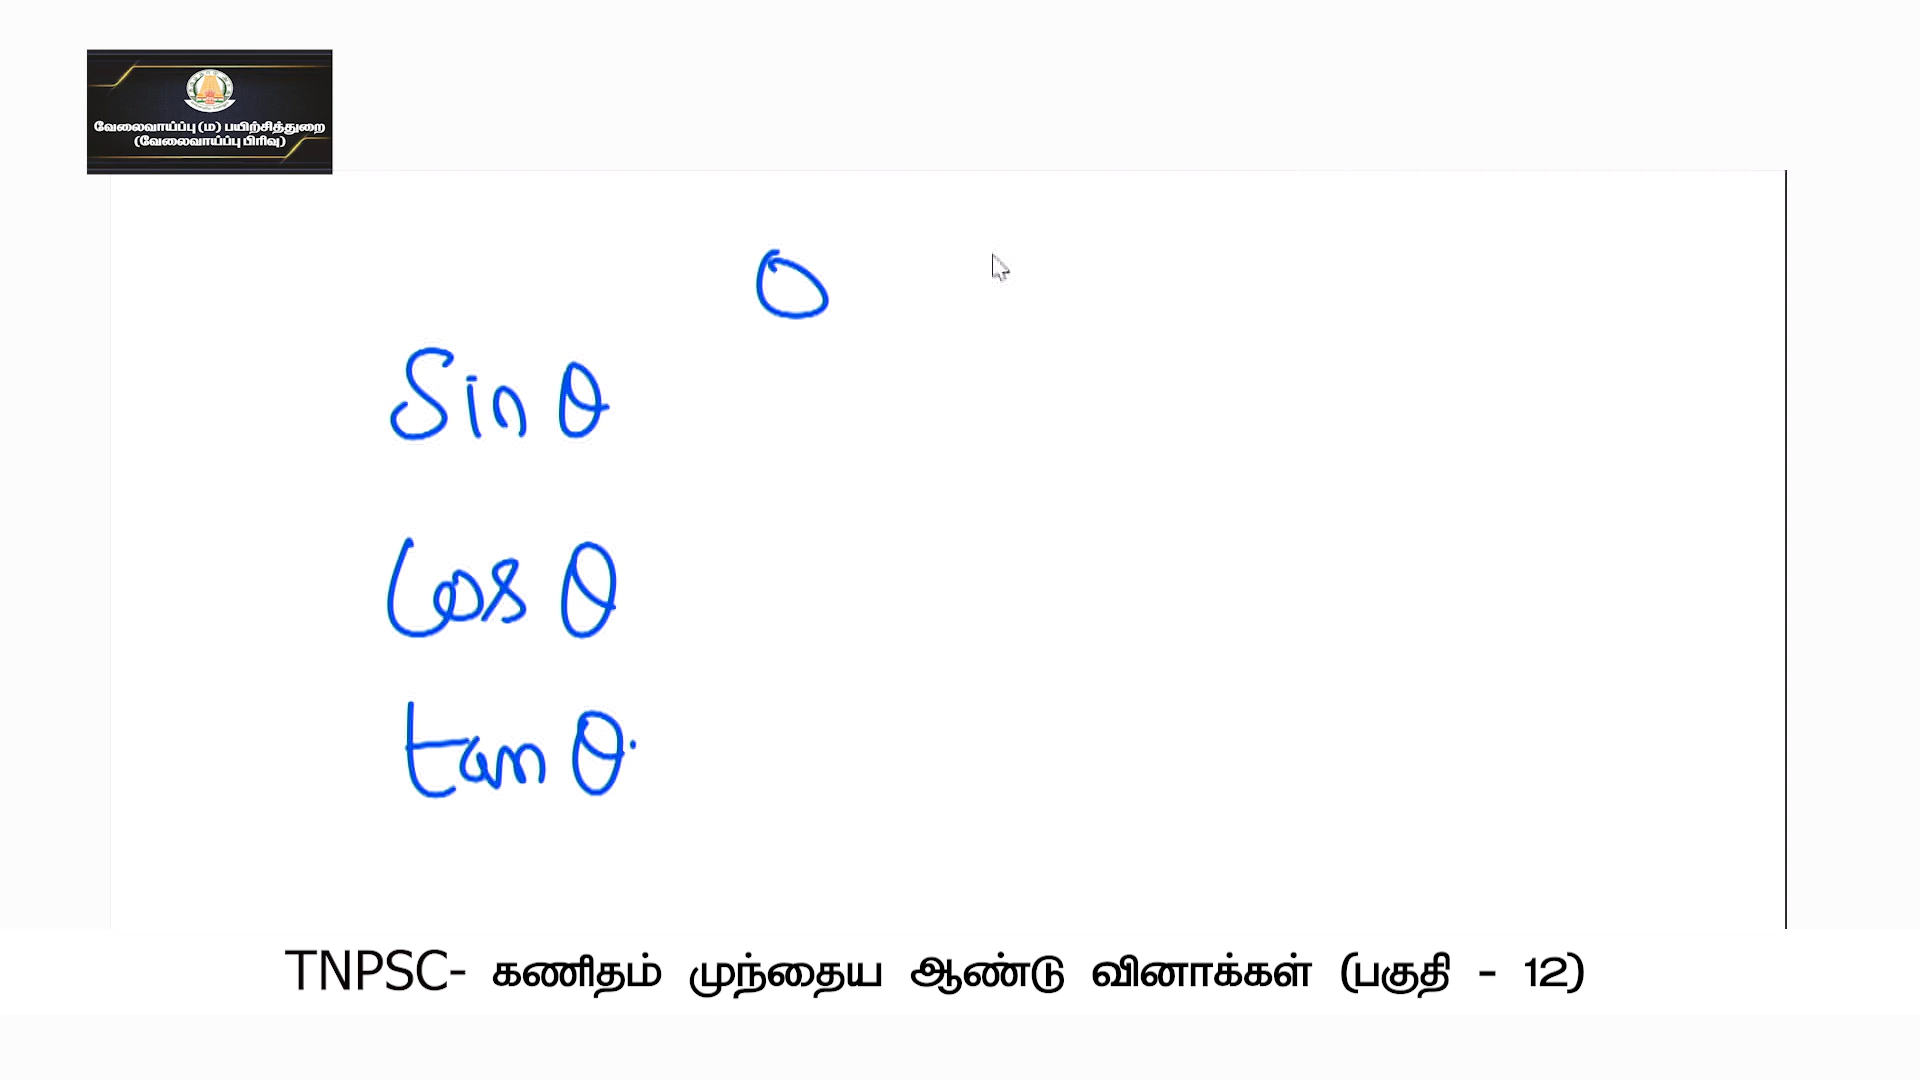 வேலைவாய்ப்பு (ம) பயிற்சித்துறை
(வேலைவாய்ப்பு பிரிவு)
0
Sin θ
Cos θ
tan θ
TNPSC- கணிதம் முந்தைய ஆண்டு வினாக்கள் (பகுதி - 12)